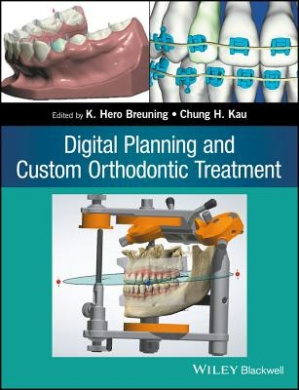 Edited by K. Hero Breuning • Chung H. Kau
Digital Planning and
Custom Orthodontic Treatment
WILEY Blackwell